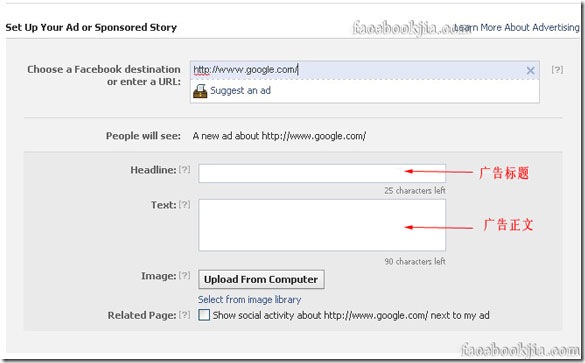 facebookjia.com
Set Up Your Ad or Sponsored Story
Learn More About Advertising
Choose a Facebook destination or enter a URL: http://www.google.com/ [?]
Suggest an ad
People will see: A new ad about http://www.google.com/
Headline: [?] 广告标题
25 characters left
Text: [?] 广告正文
90 characters left
Image: [?] Upload From Computer
Select from image library
Related Page: [?] Show social activity about http://www.google.com/ next to my ad
facebookjia.com